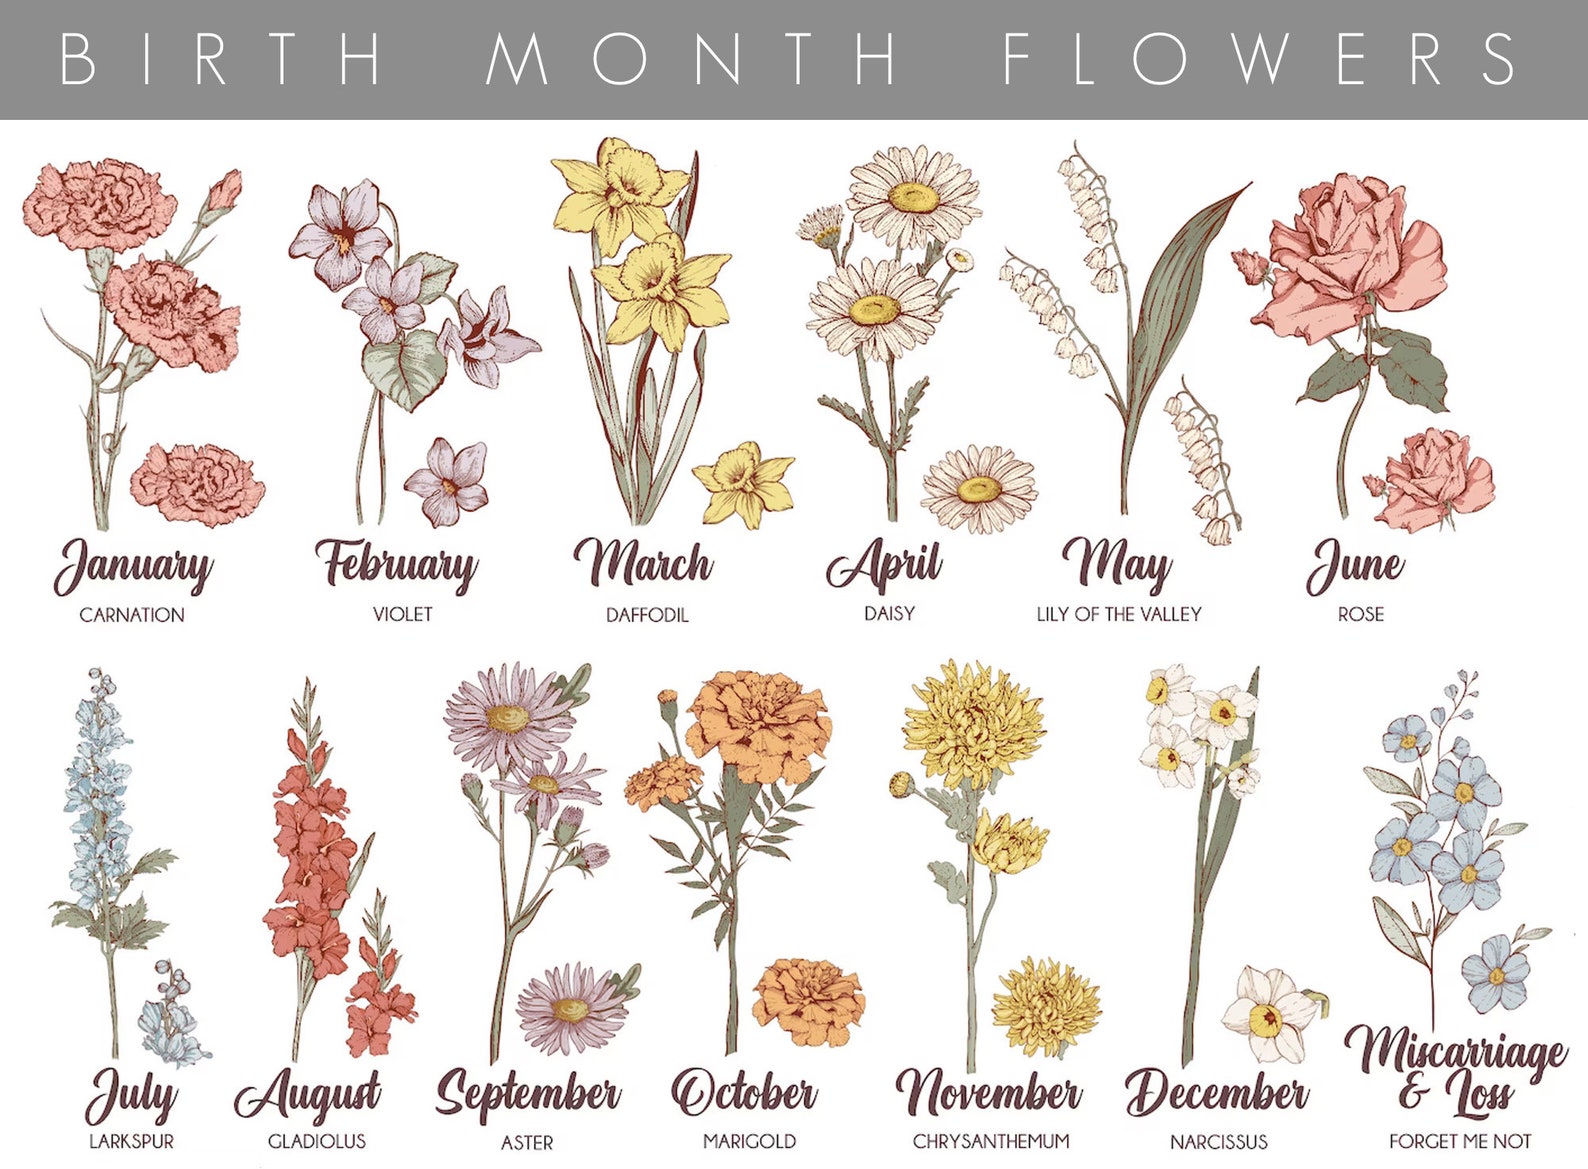 BIRTH MONTH FLOWERS
January February March April May June
CARNATION VIOLET DAFFODIL DAISY LILY OF THE VALLEY ROSE
July August September October November December Miscarriage
& Loss
LARKSPUR GLADIOLUS ASTER MARIGOLD CHRYSANTHEMUM NARCISSUS FORGET ME NOT